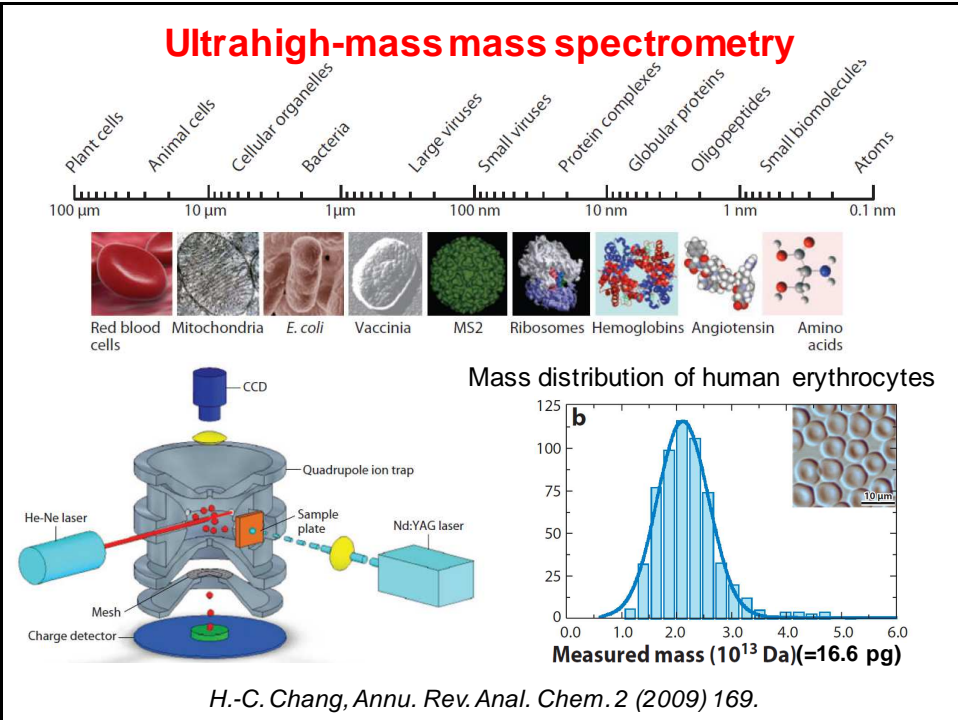 Ultrahigh-mass mass spectrometry
Plant cells
Animal cells
Cellular organelles
Bacteria
Large viruses
Small viruses
Protein complexes
Globular proteins
Oligopeptides
Small biomolecules
Atoms
100 µm 10 µm 1µm 100 nm 10 nm 1 nm 0.1 nm
Red blood cells
Mitochondria
E. coli
Vaccinia
MS2
Ribosomes
Hemoglobins
Angiotensin
Amino acids
CCD
Quadrupole ion trap
He-Ne laser
Sample plate
Nd:YAG laser
Mesh
Charge detector
Mass distribution of human erythrocytes
b
125
100
75
50
25
0
10 µm
0.0 1.0 2.0 3.0 4.0 5.0 6.0
Measured mass (10¹³ Da)(=16.6 pg)
H.-C. Chang, Annu. Rev. Anal. Chem. 2 (2009) 169.